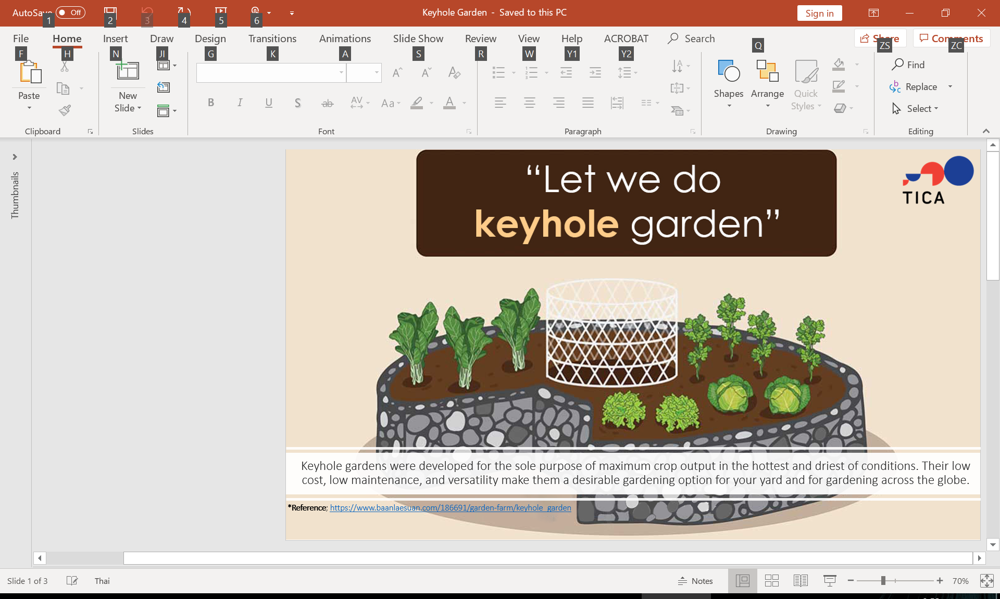 AutoSave Off
1 2 3 4 5 6
Keyhole Garden - Saved to this PC
Sign in
File Home Insert Draw Design Transitions Animations Slide Show Review View Help ACROBAT Search
Share Comments
F H N JI G K A S R W Y1 Y2 Q ZS ZC
Paste
Clipboard
New
Slide
Slides
B I U S ab AV Aa A
Font
Paragraph
Shapes Arrange Quick
Styles
Drawing
Find
Replace
Select
Editing
Thumbnails
“Let we do
keyhole garden”
TICA
Keyhole gardens were developed for the sole purpose of maximum crop output in the hottest and driest of conditions. Their low
cost, low maintenance, and versatility make them a desirable gardening option for your yard and for gardening across the globe.
*Reference; https://www.baanlaesuan.com/186691/garden-farm/keyhole_garden
Slide 1 of 3 Thai Notes 70%